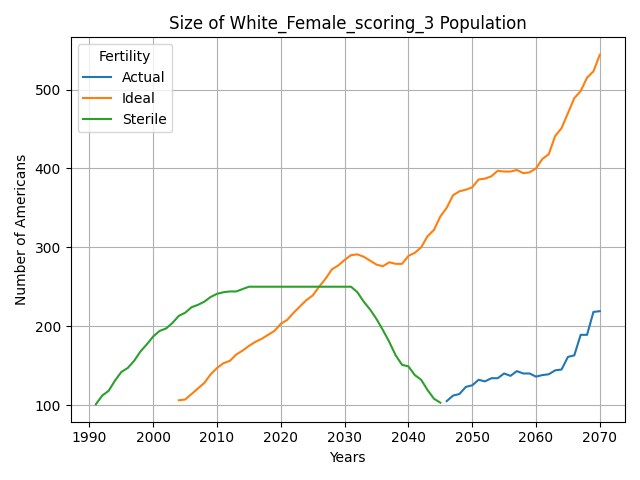 Size of White_Female_scoring_3 Population
Fertility
Actual
Ideal
Sterile
Number of Americans
500
400
300
200
100
1990 2000 2010 2020 2030 2040 2050 2060 2070
Years